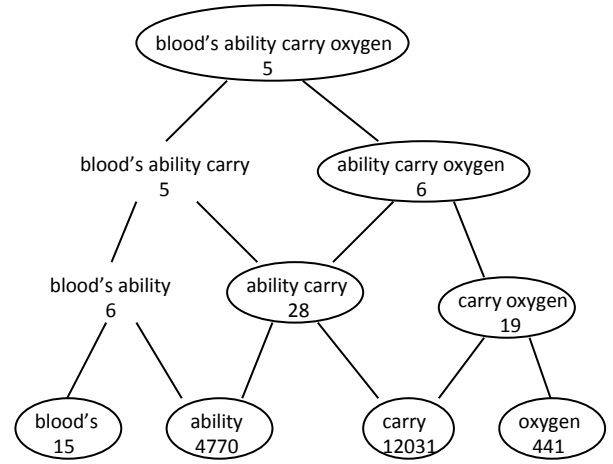 blood's ability carry oxygen
5
blood's ability carry
5
ability carry oxygen
6
blood's ability
6
ability carry
28
carry oxygen
19
blood's
15
ability
4770
carry
12031
oxygen
441